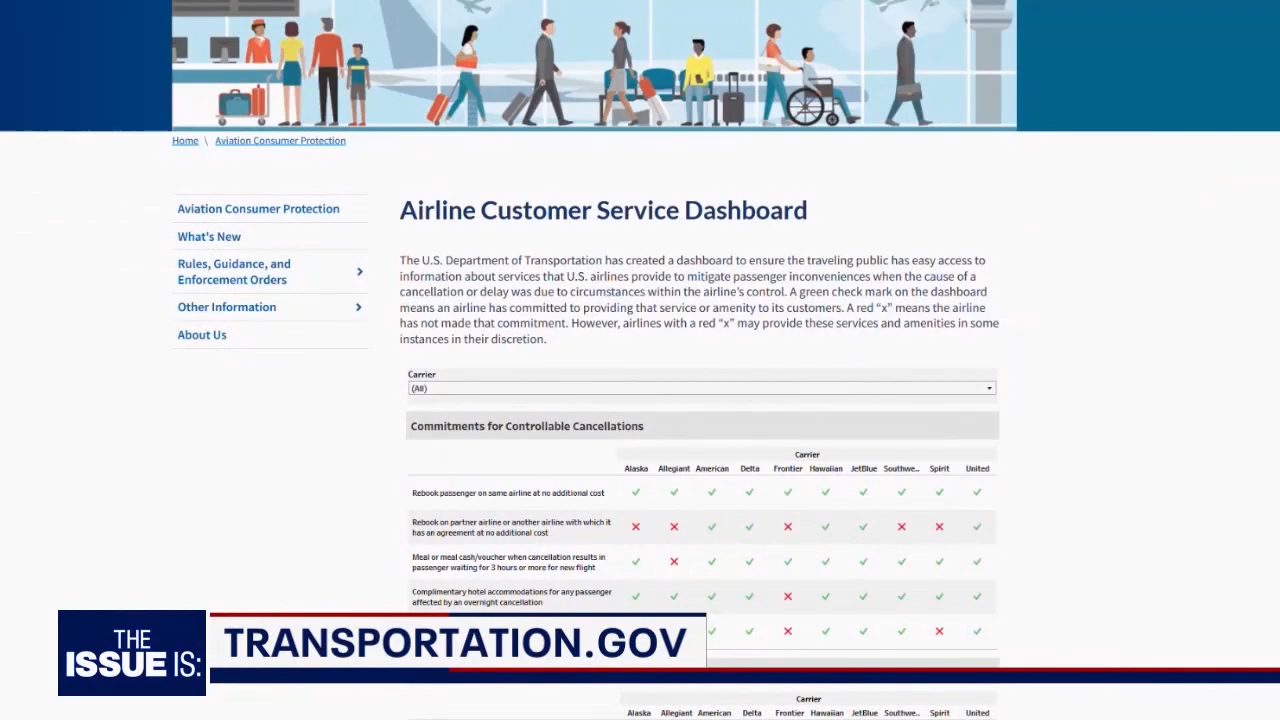 Home \ Aviation Consumer Protection
Aviation Consumer Protection
What's New
Rules, Guidance, and
Enforcement Orders
Other Information
About Us
Airline Customer Service Dashboard
The U.S. Department of Transportation has created a dashboard to ensure the traveling public has easy access to
information about services that U.S. airlines provide to mitigate passenger inconveniences when the cause of a
cancellation or delay was due to circumstances within the airline's control. A green check mark on the dashboard
means an airline has committed to providing that service or amenity to its customers. A red “x” means the airline
has not made that commitment. However, airlines with a red “x” may provide these services and amenities in some
instances in their discretion.
Carrier
(All)
Commitments for Controllable Cancellations
Carrier
Alaska Allegiant American Delta Frontier Hawaiian JetBlue Southwe.. Spirit United
Rebook passenger on same airline at no additional cost
Rebook on partner airline or another airline with which it
has an agreement at no additional cost
Meal or meal cash/voucher when cancellation results in
passenger waiting for 3 hours or more for new flight
Complimentary hotel accommodations for any passenger
affected by an overnight cancellation
THE
ISSUE IS:
TRANSPORTATION.GOV
Carrier
Alaska Allegiant American Delta Frontier Hawaiian JetBlue Southwe.. Spirit United